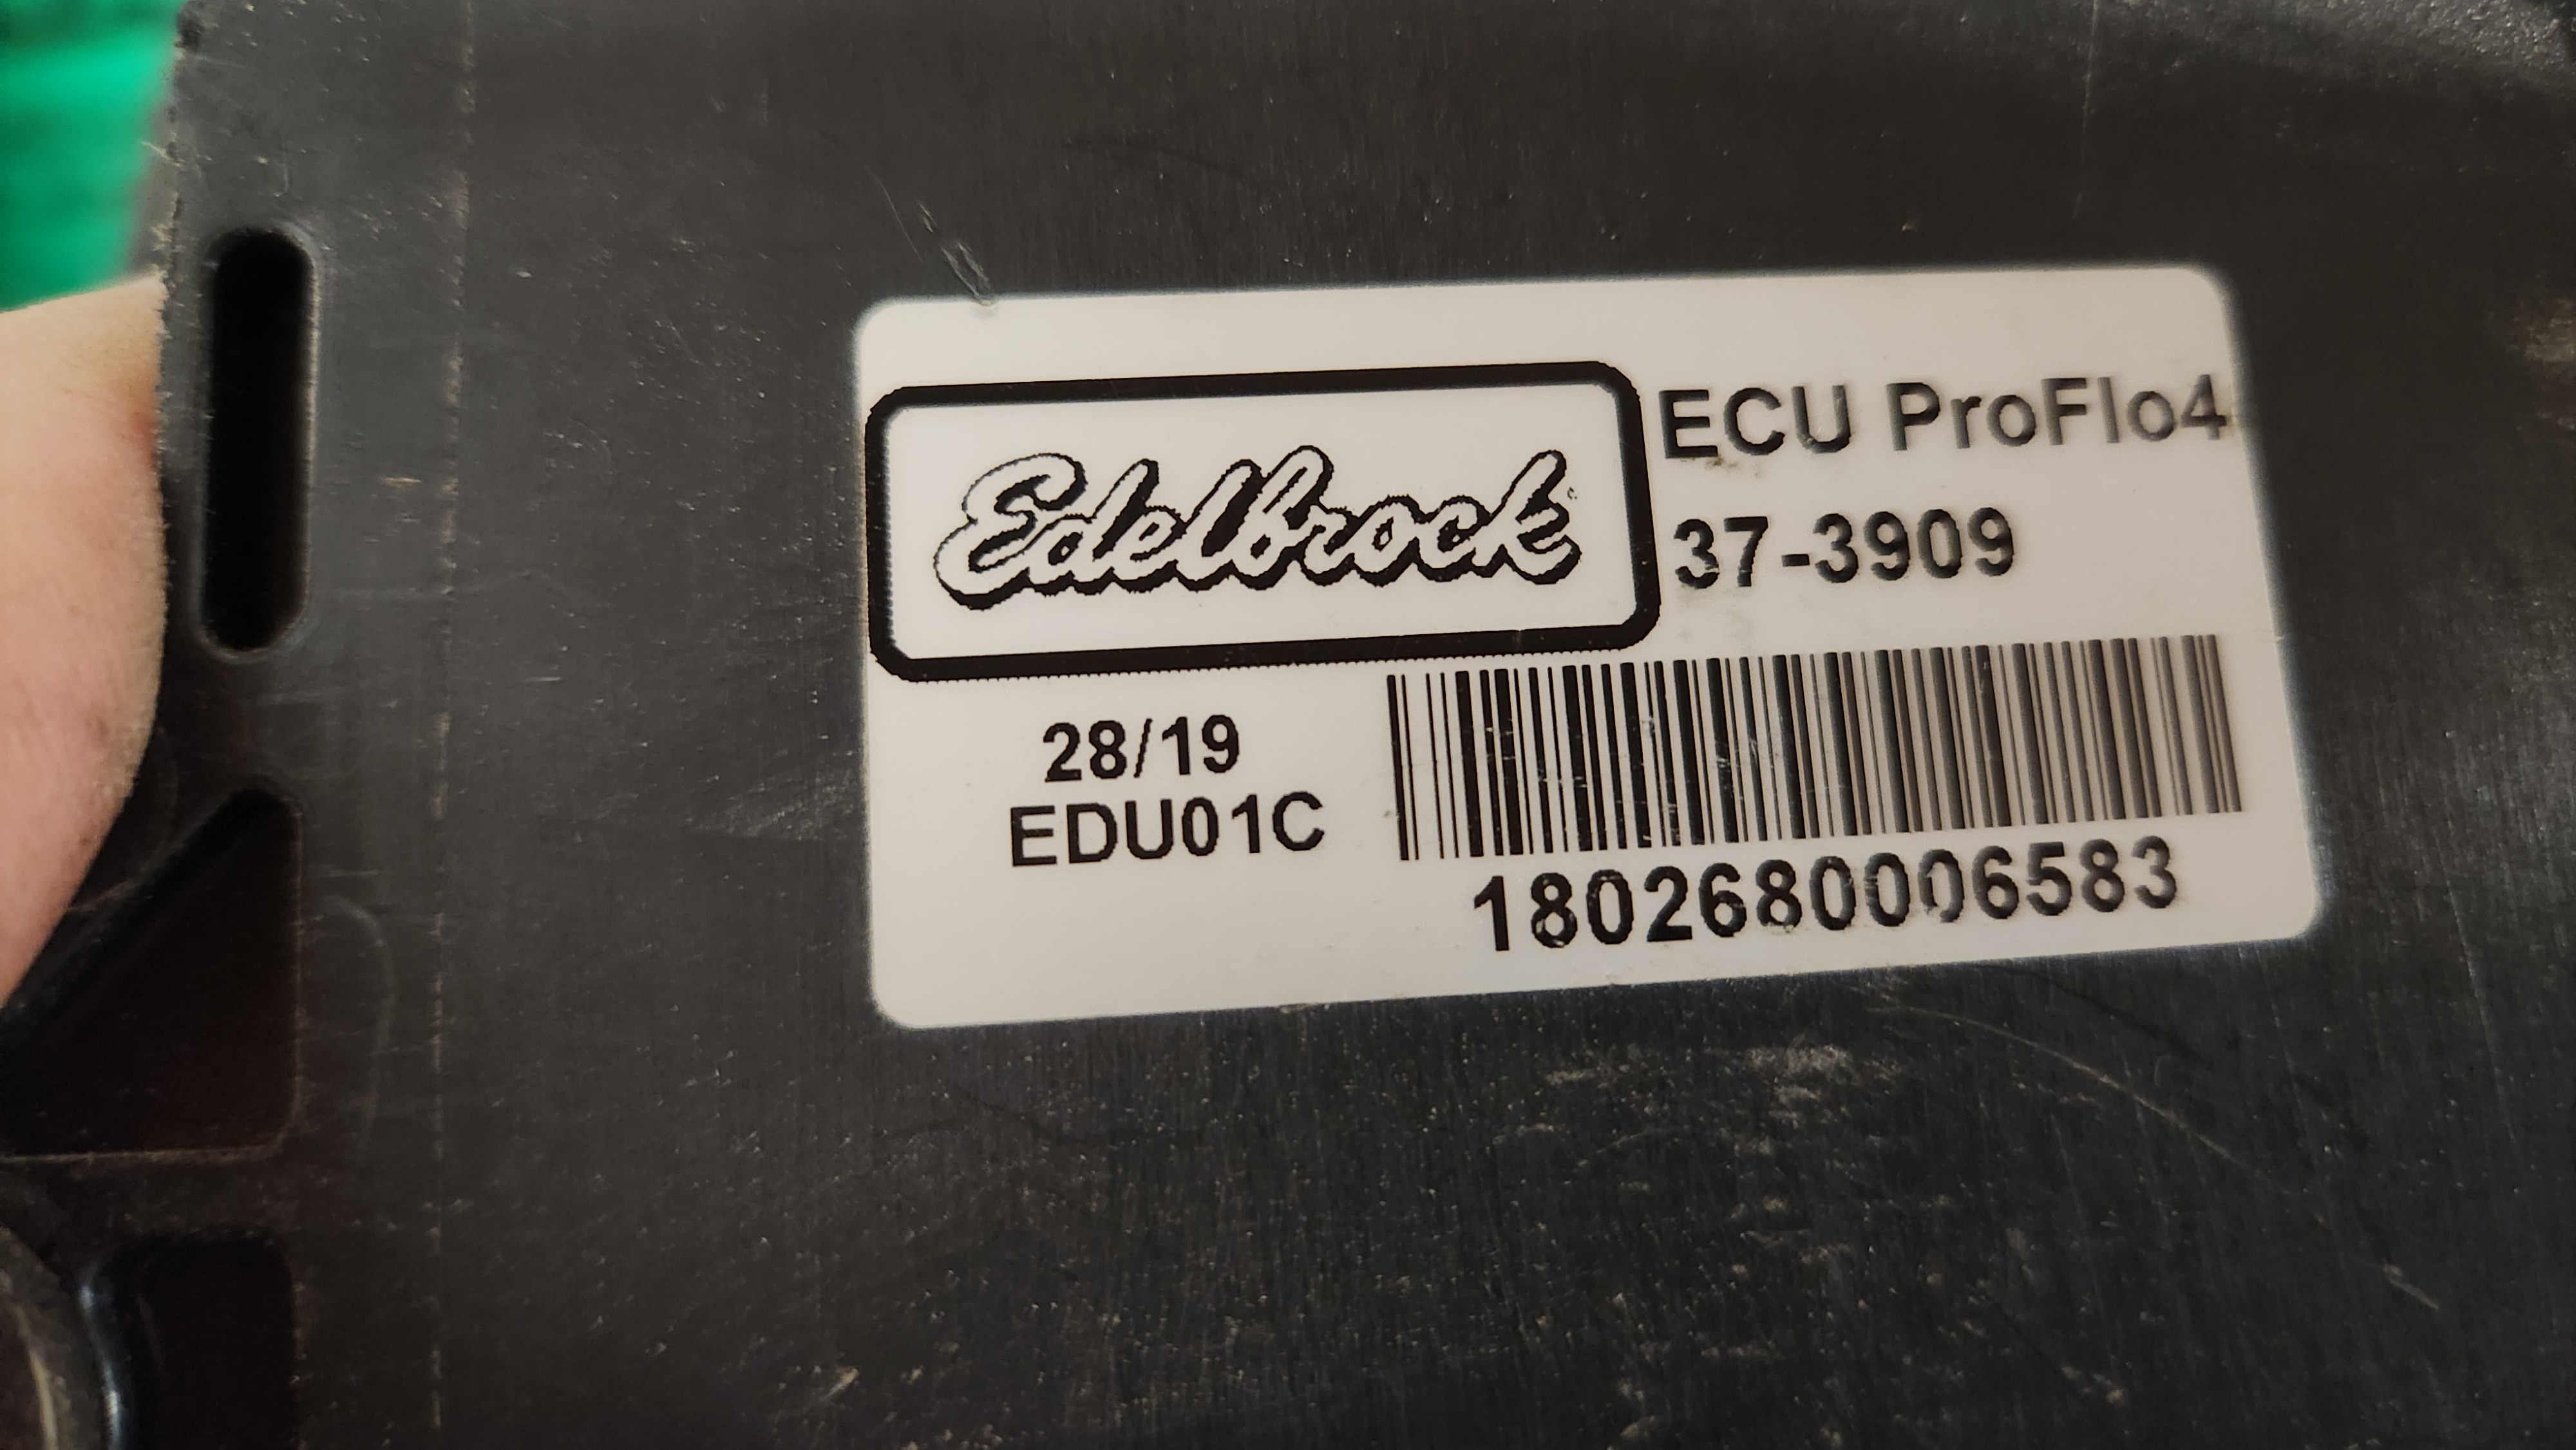 Edelbrock
ECU ProFlo4
37-3909
28/19
EDU01C
1802680006583